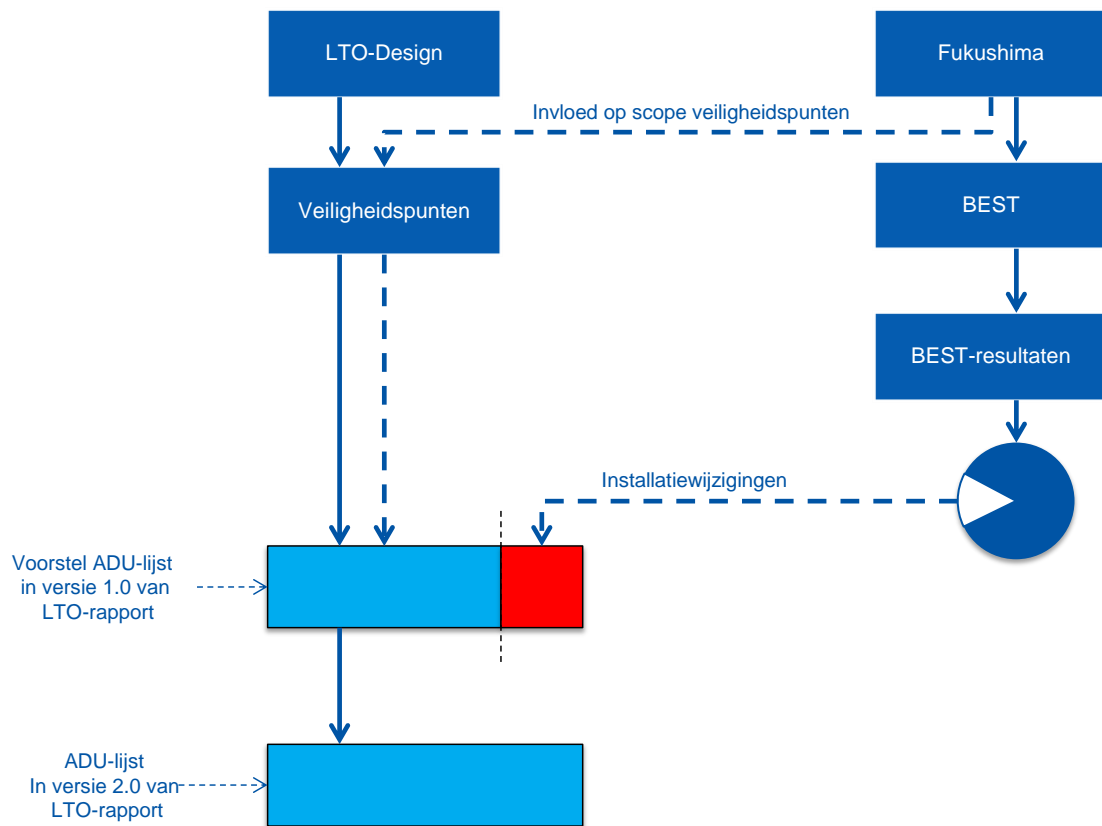 LTO-Design
Fukushima
Invloed op scope veiligheidspunten
Veiligheidspunten
BEST
BEST-resultaten
Installatiewijzigingen
Voorstel ADU-lijst
in versie 1.0 van
LTO-rapport
ADU-lijst
In versie 2.0 van
LTO-rapport